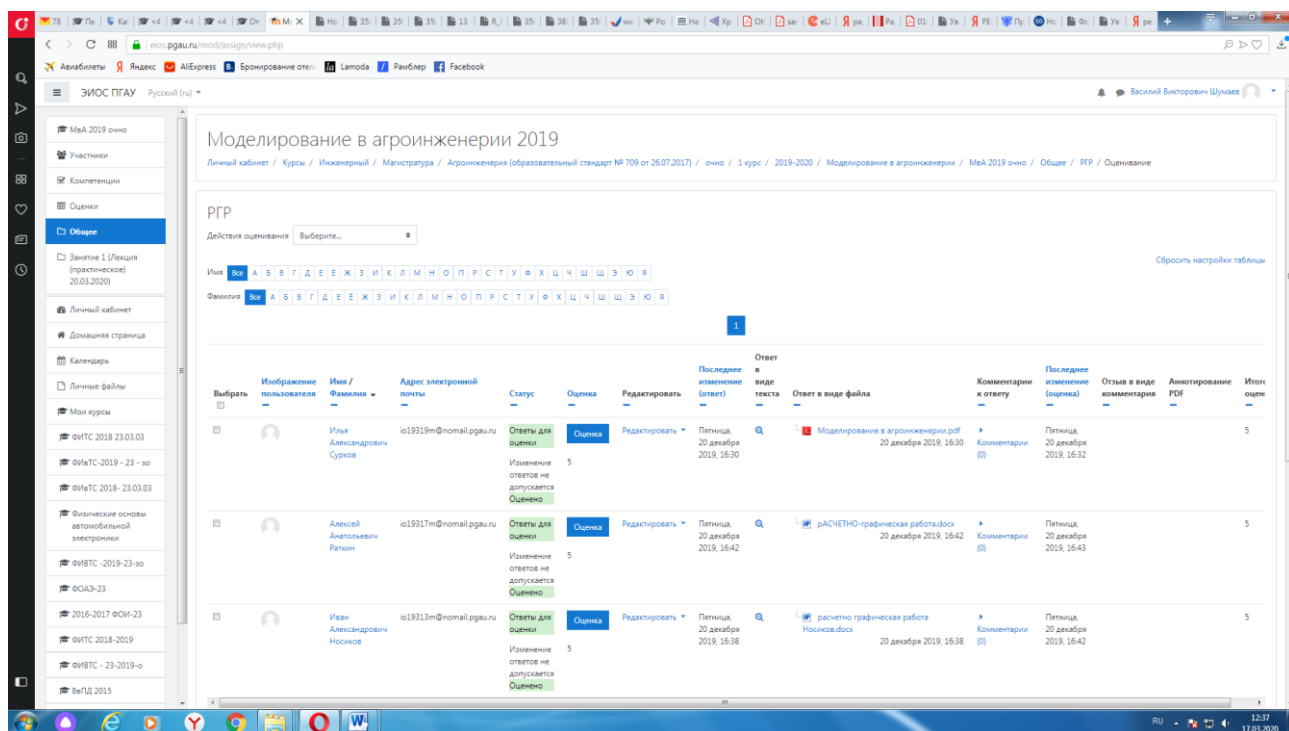 eios.pgau.ru/mod/assign/view.php
Авиабилеты Яндекс AliExpress Бронирование отел Lamoda Рамблер Facebook
ЭИОС ПГАУ Русский (ru)
Василий Викторович Шумаев
МвА 2019 очно
Участники
Компетенции
Оценки
Общее
Занятие 1 (Лекция
(практическое)
20.03.2020)
Личный кабинет
Домашняя страница
Календарь
Личные файлы
Мои курсы
ФИТС 2018 23.03.03
ФИвТС-2019 - 23 - зо
ФИвТС 2018- 23.03.03
Физические основы
автомобильной
электроники
ФИВТС -2019-23-зо
ФОАЭ-23
2016-2017 ФОИ-23
ФИТС 2018-2019
ФИВТС - 23-2019-о
ВвПД 2015
Моделирование в агроинженерии 2019
Личный кабинет / Курсы / Инженерный / Магистратура / Агроинженерия (образовательный стандарт № 709 от 26.07.2017) / очно / 1 курс / 2019-2020 / Моделирование в агроинженерии / МвА 2019 очно / Общее / РГР / Оценивание
РГР
Действия оценивания Выберите...
Сбросить настройки таблицы
Имя Все А Б В Г Д Е Ё Ж З И К Л М Н О П Р С Т У Ф Х Ц Ч Ш Щ Э Ю Я
Фамилия Все А Б В Г Д Е Ё Ж З И К Л М Н О П Р С Т У Ф Х Ц Ч Ш Щ Э Ю Я
1
Выбрать
Изображение
пользователя
Имя /
Фамилия
Адрес электронной
почты
Статус
Оценка
Редактировать
Последнее
изменение
(ответ)
Ответ
в
виде
текста
Ответ в виде файла
Комментарии
к ответу
Последнее
изменение
(оценка)
Отзыв в виде
комментария
Аннотирование
PDF
Илья
Александрович
Сурков
io19319m@nomail.pgau.ru
Ответы для
оценки
Изменение
ответов не
допускается
Оценено
Оценка
5
Редактировать
Пятница,
20 декабря
2019, 16:30
Моделирование в агроинженерии.pdf
20 декабря 2019, 16:30
Комментарии
(0)
Пятница,
20 декабря
2019, 16:32
5
Алексей
Анатольевич
Раткин
io19317m@nomail.pgau.ru
Ответы для
оценки
Изменение
ответов не
допускается
Оценено
Оценка
5
Редактировать
Пятница,
20 декабря
2019, 16:42
рАСЧЕТНО-графическая работа.docx
20 декабря 2019, 16:42
Комментарии
(0)
Пятница,
20 декабря
2019, 16:43
5
Иван
Александрович
Носиков
io19313m@nomail.pgau.ru
Ответы для
оценки
Изменение
ответов не
допускается
Оценено
Оценка
5
Редактировать
Пятница,
20 декабря
2019, 16:38
расчетно графическая работа
Носиков.docx
20 декабря 2019, 16:38
Комментарии
(0)
Пятница,
20 декабря
2019, 16:42
5
RU
12:37
17.03.2020